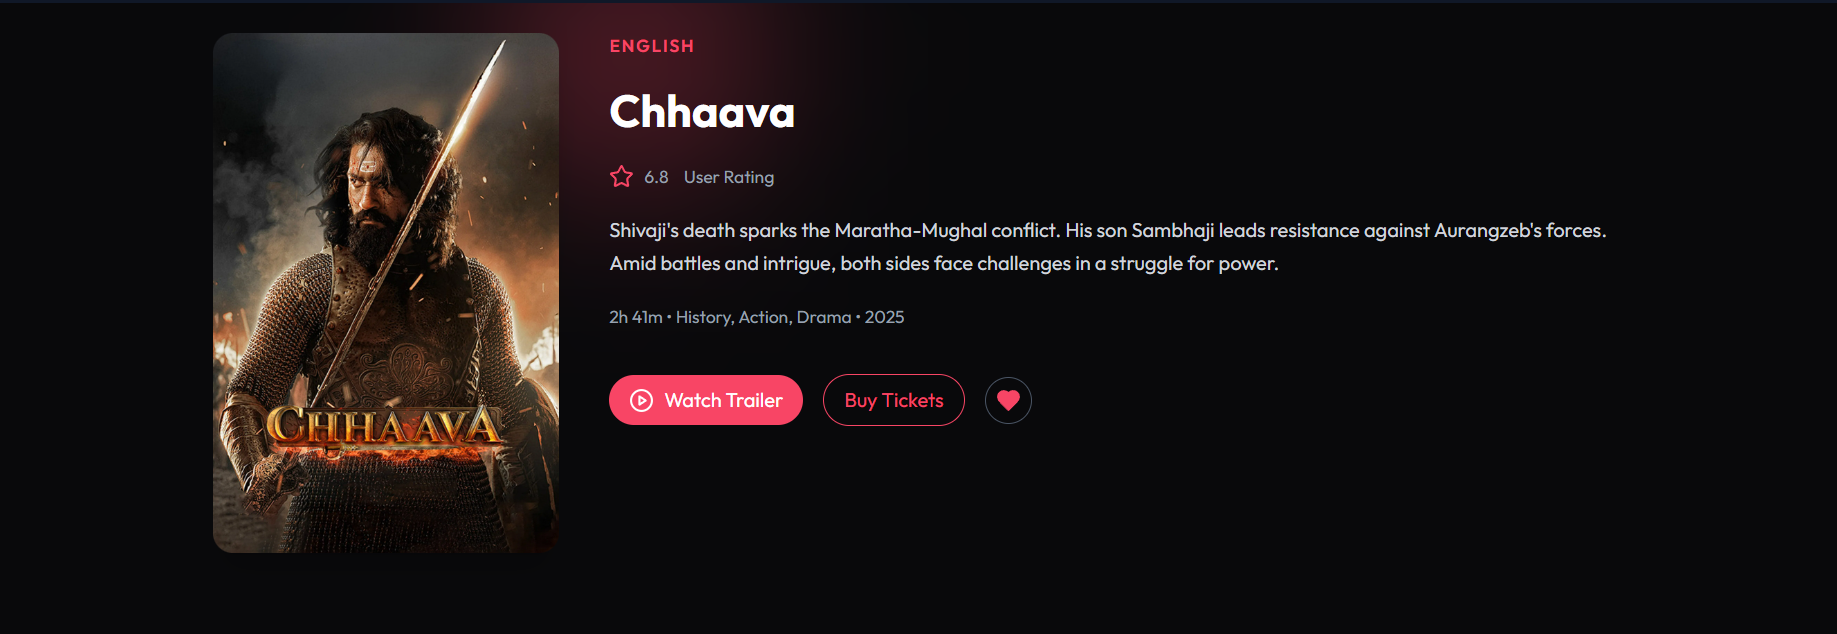 ENGLISH
Chhaava
6.8 User Rating
Shivaji's death sparks the Maratha-Mughal conflict. His son Sambhaji leads resistance against Aurangzeb's forces.
Amid battles and intrigue, both sides face challenges in a struggle for power.
2h 41m • History, Action, Drama • 2025
Watch Trailer
Buy Tickets
CHHAAVA